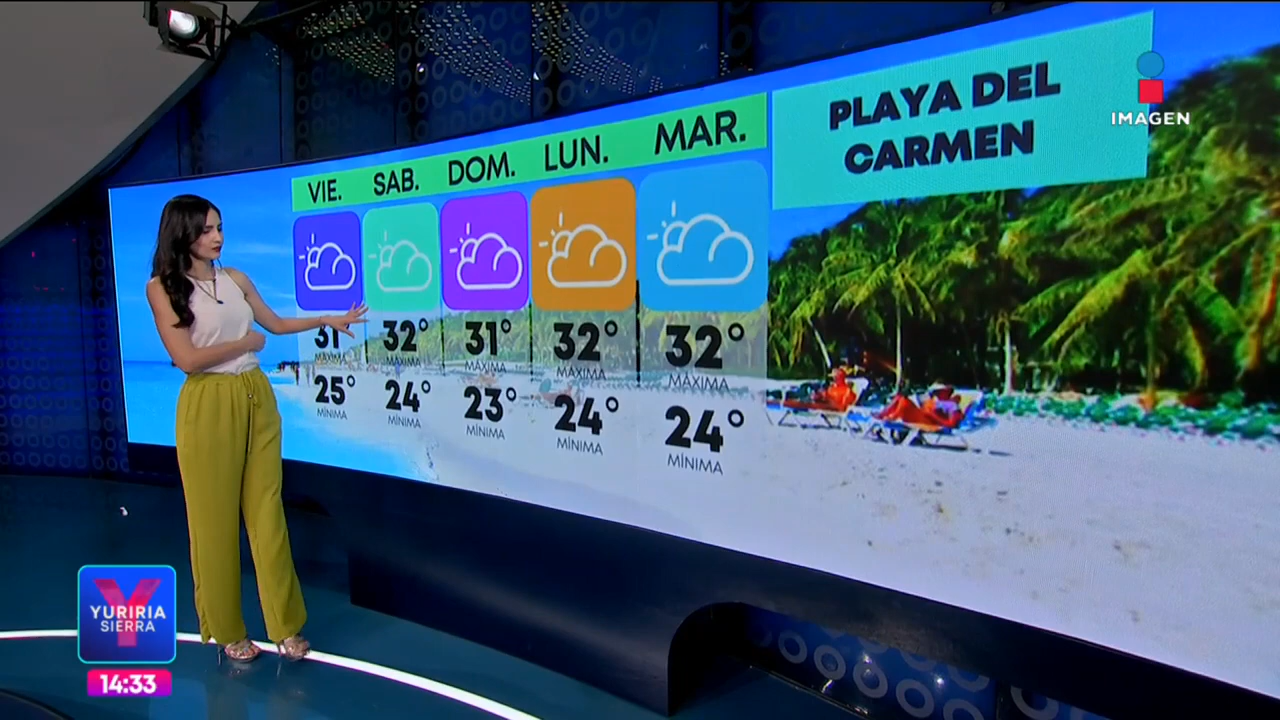 PLAYA DEL
CARMEN
IMAGEN
VIE. SAB. DOM. LUN. MAR.
31° 32° 31° 32° 32°
MÁXIMA MÁXIMA MÁXIMA MÁXIMA MÁXIMA
25° 24° 23° 24° 24°
MÍNIMA MÍNIMA MÍNIMA MÍNIMA MÍNIMA
Y
YURIRIA
SIERRA
14:33